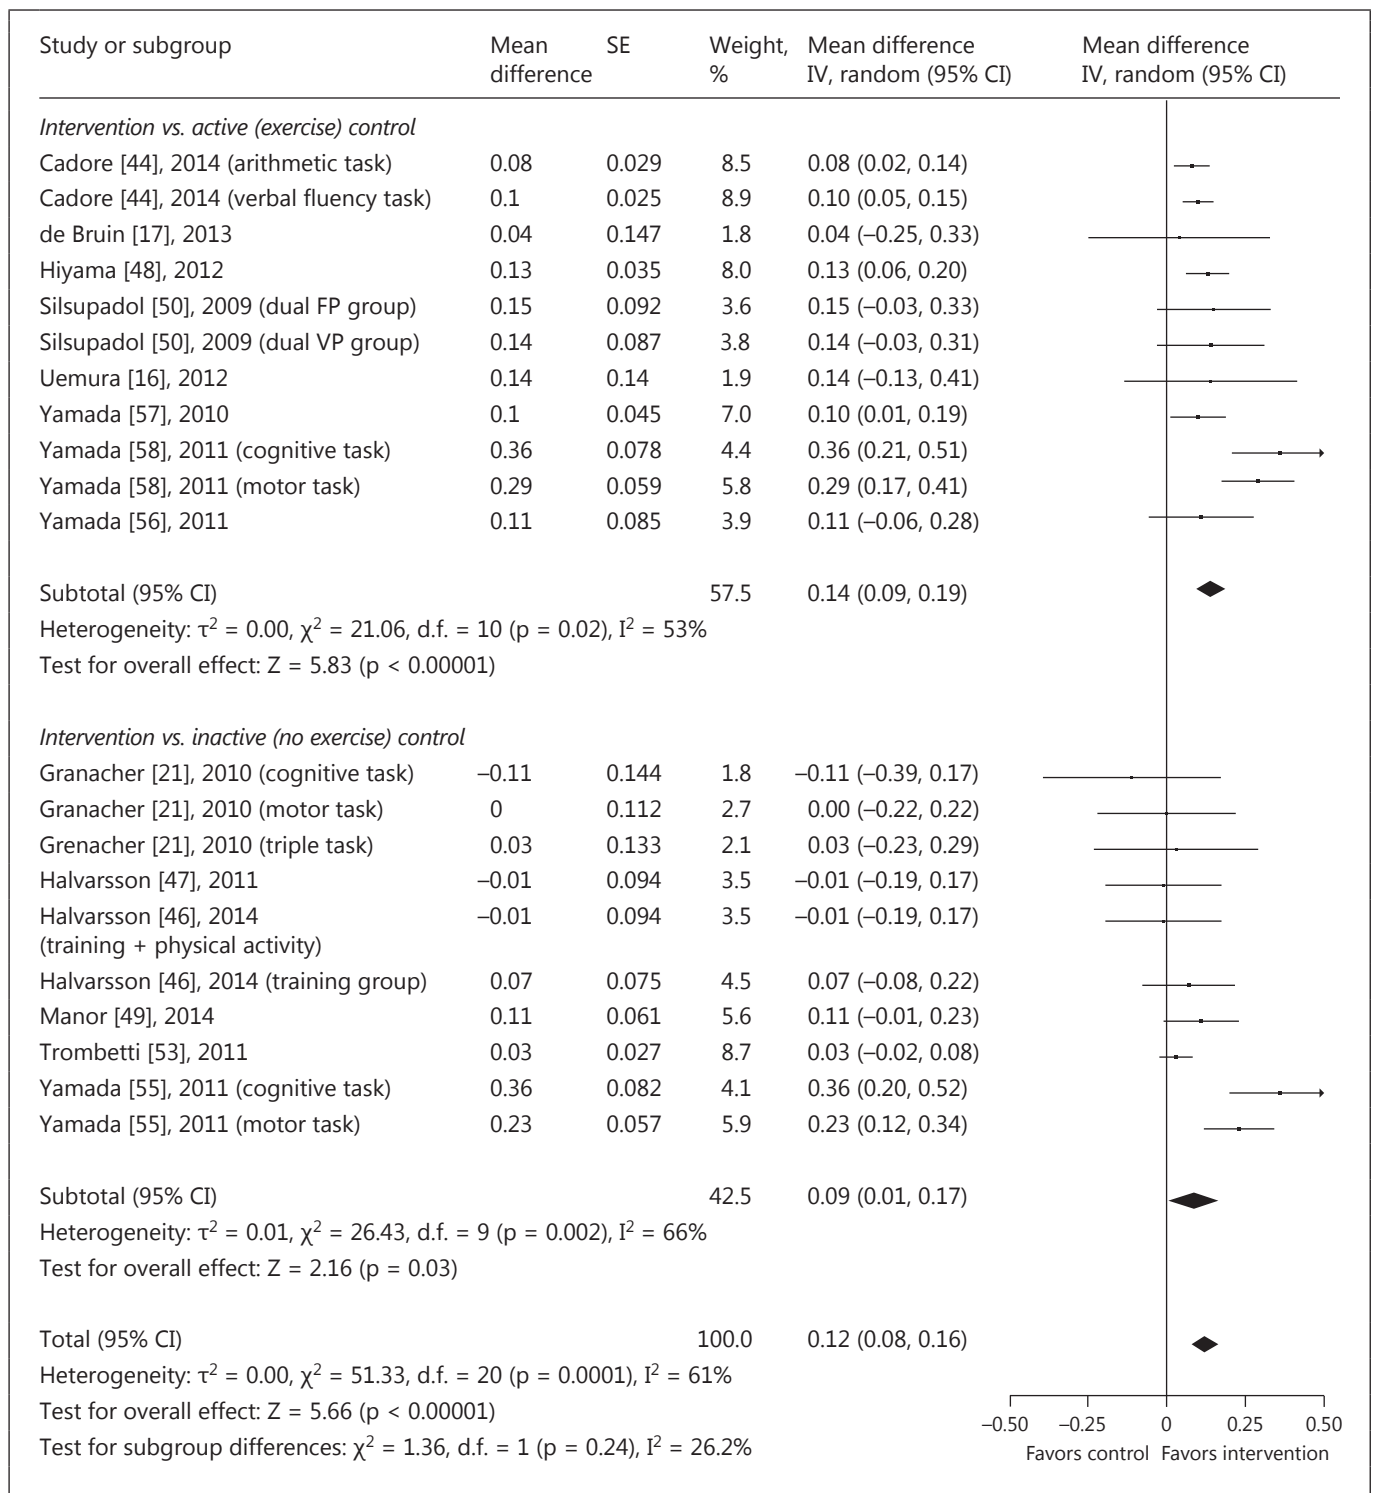 Study or subgroup Mean difference SE Weight, % Mean difference IV, random (95% CI) Mean difference IV, random (95% CI)
Intervention vs. active (exercise) control
Cadore [44], 2014 (arithmetic task) 0.08 0.029 8.5 0.08 (0.02, 0.14)
Cadore [44], 2014 (verbal fluency task) 0.1 0.025 8.9 0.10 (0.05, 0.15)
de Bruin [17], 2013 0.04 0.147 1.8 0.04 (–0.25, 0.33)
Hiyama [48], 2012 0.13 0.035 8.0 0.13 (0.06, 0.20)
Silsupadol [50], 2009 (dual FP group) 0.15 0.092 3.6 0.15 (–0.03, 0.33)
Silsupadol [50], 2009 (dual VP group) 0.14 0.087 3.8 0.14 (–0.03, 0.31)
Uemura [16], 2012 0.14 0.14 1.9 0.14 (–0.13, 0.41)
Yamada [57], 2010 0.1 0.045 7.0 0.10 (0.01, 0.19)
Yamada [58], 2011 (cognitive task) 0.36 0.078 4.4 0.36 (0.21, 0.51)
Yamada [58], 2011 (motor task) 0.29 0.059 5.8 0.29 (0.17, 0.41)
Yamada [56], 2011 0.11 0.085 3.9 0.11 (–0.06, 0.28)
Subtotal (95% CI) 57.5 0.14 (0.09, 0.19)
Heterogeneity: τ² = 0.00, χ² = 21.06, d.f. = 10 (p = 0.02), I² = 53%
Test for overall effect: Z = 5.83 (p < 0.00001)
Intervention vs. inactive (no exercise) control
Granacher [21], 2010 (cognitive task) –0.11 0.144 1.8 –0.11 (–0.39, 0.17)
Granacher [21], 2010 (motor task) 0 0.112 2.7 0.00 (–0.22, 0.22)
Grenacher [21], 2010 (triple task) 0.03 0.133 2.1 0.03 (–0.23, 0.29)
Halvarsson [47], 2011 –0.01 0.094 3.5 –0.01 (–0.19, 0.17)
Halvarsson [46], 2014 –0.01 0.094 3.5 –0.01 (–0.19, 0.17)
(training + physical activity)
Halvarsson [46], 2014 (training group) 0.07 0.075 4.5 0.07 (–0.08, 0.22)
Manor [49], 2014 0.11 0.061 5.6 0.11 (–0.01, 0.23)
Trombetti [53], 2011 0.03 0.027 8.7 0.03 (–0.02, 0.08)
Yamada [55], 2011 (cognitive task) 0.36 0.082 4.1 0.36 (0.20, 0.52)
Yamada [55], 2011 (motor task) 0.23 0.057 5.9 0.23 (0.12, 0.34)
Subtotal (95% CI) 42.5 0.09 (0.01, 0.17)
Heterogeneity: τ² = 0.01, χ² = 26.43, d.f. = 9 (p = 0.002), I² = 66%
Test for overall effect: Z = 2.16 (p = 0.03)
Total (95% CI) 100.0 0.12 (0.08, 0.16)
Heterogeneity: τ² = 0.00, χ² = 51.33, d.f. = 20 (p = 0.0001), I² = 61%
Test for overall effect: Z = 5.66 (p < 0.00001)
Test for subgroup differences: χ² = 1.36, d.f. = 1 (p = 0.24), I² = 26.2%
–0.50 –0.25 0 0.25 0.50
Favors control Favors intervention